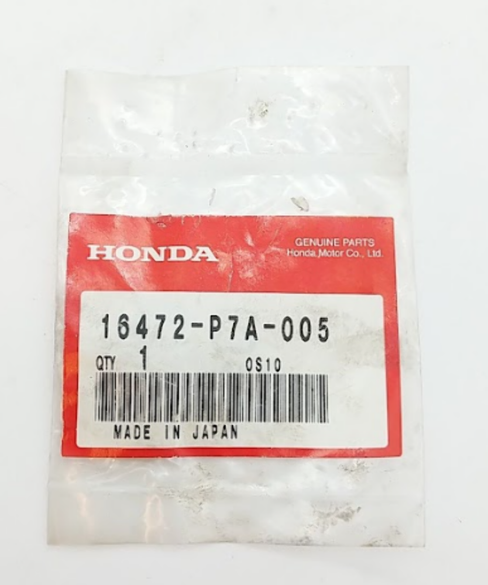 HONDA
GENUINE PARTS
Honda Motor Co., Ltd.
16472-P7A-005
QTY 1 0S10
MADE IN JAPAN